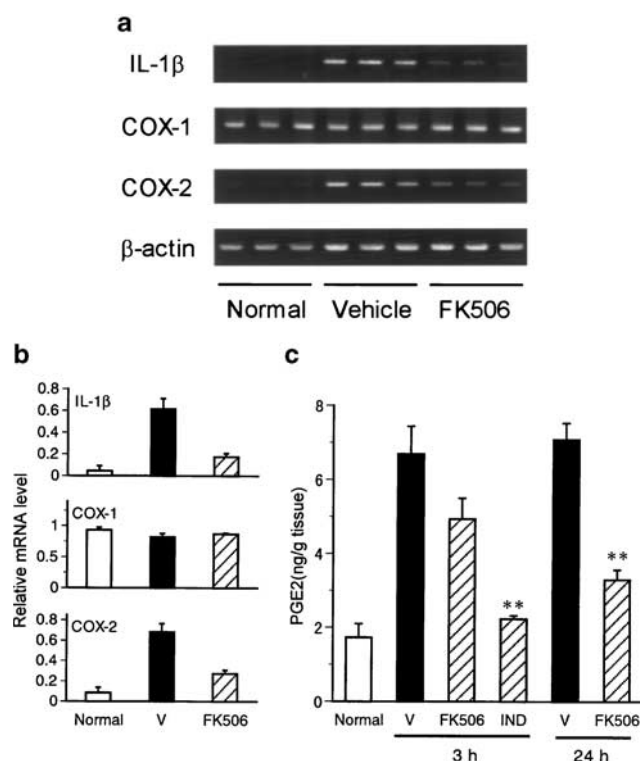 a
IL-1β
COX-1
COX-2
β-actin
Normal Vehicle FK506
b
Relative mRNA level
IL-1β
0.8
0.6
0.4
0.2
0
COX-1
1
0.5
0
COX-2
0.8
0.6
0.4
0.2
0
Normal V FK506
c
PGE2(ng/g tissue)
8
6
4
2
0
**
**
Normal V FK506 IND V FK506
3 h 24 h